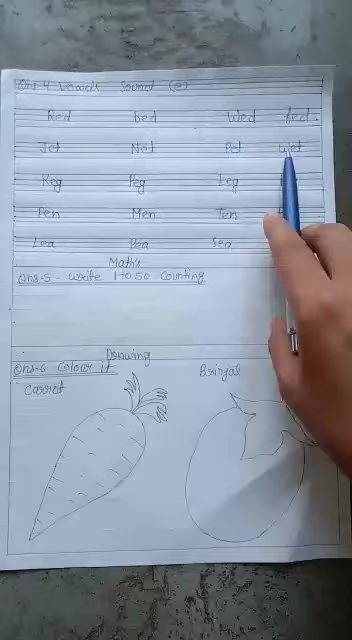 Qns-4 Vowels Sound (e)
Red Bed Wed fed.
Jet Net Pet Wet
Keg Peg Leg
Pen Men Ten
Lea Pea Sea
Maths
Qns-5 - Write 1 to 50 Counting
Drawing
Qns-6 Colour it
Carrot Brinjal